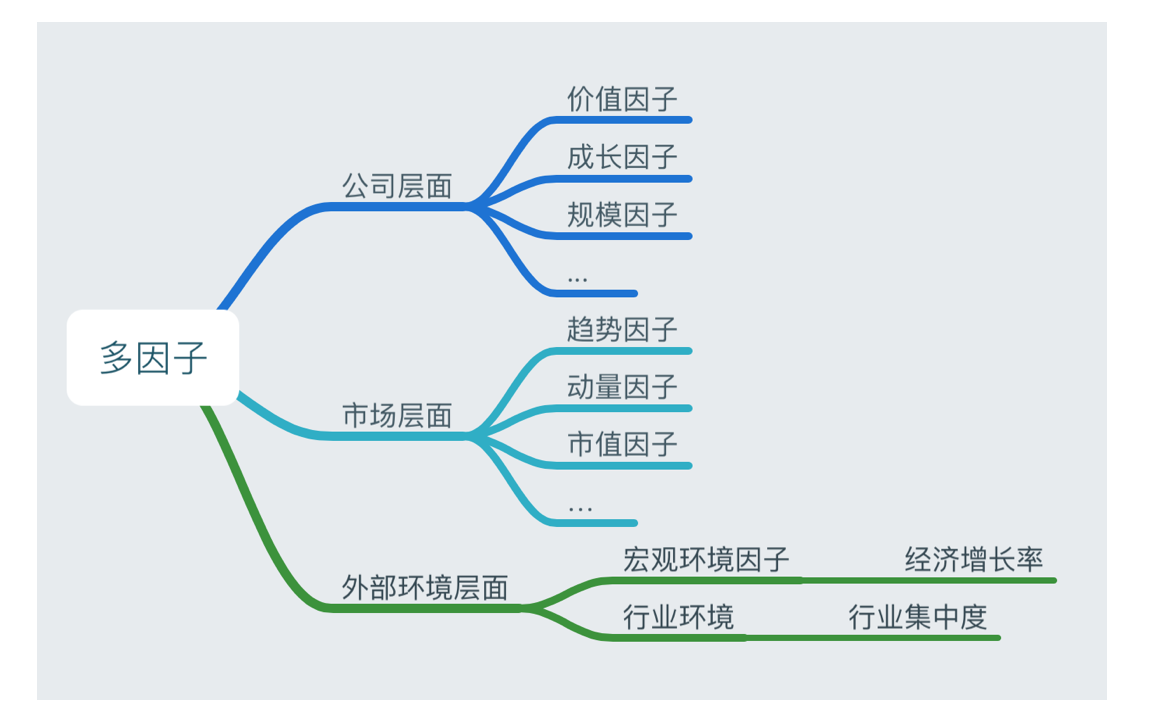 多因子
公司层面
价值因子
成长因子
规模因子
...
市场层面
趋势因子
动量因子
市值因子
...
外部环境层面
宏观环境因子
经济增长率
行业环境
行业集中度